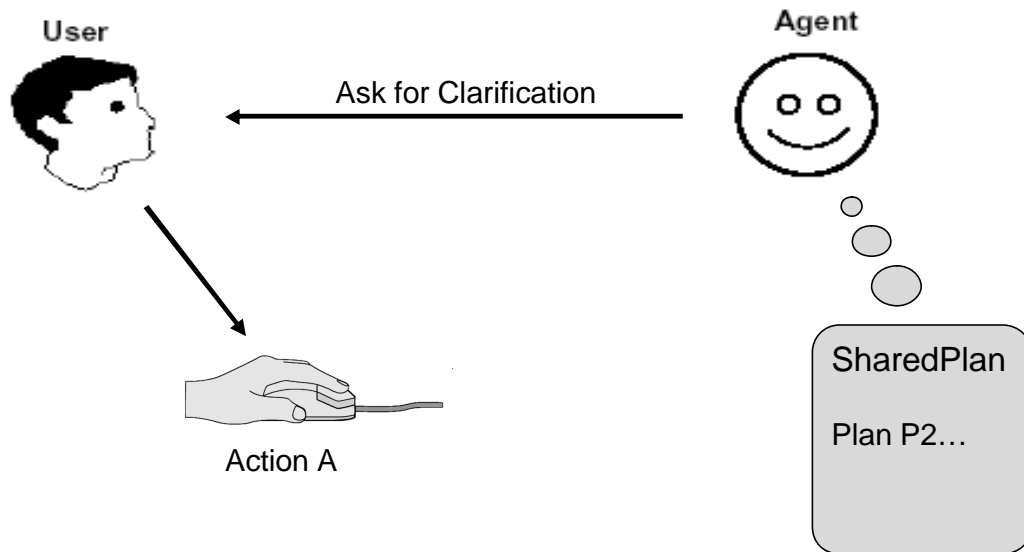 User
Agent
Ask for Clarification
Action A
SharedPlan
Plan P2…